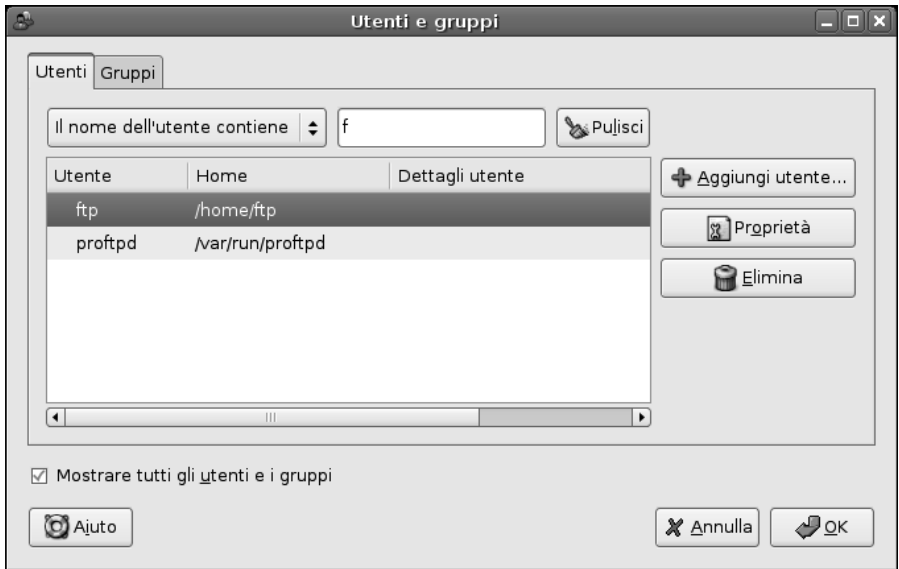 Utenti e gruppi
Utenti Gruppi
Il nome dell'utente contiene f Pulisci
Utente Home Dettagli utente
ftp /home/ftp
proftpd /var/run/proftpd
Aggiungi utente...
Proprietà
Elimina
Mostrare tutti gli utenti e i gruppi
Aiuto Annulla OK